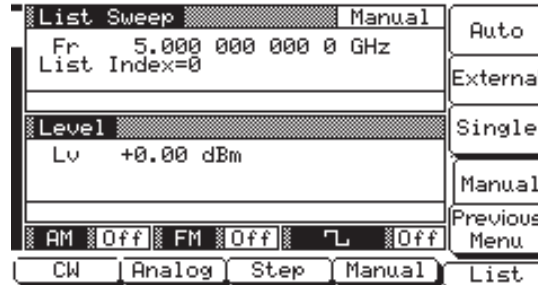 List Sweep Manual
Fr 5.000 000 000 0 GHz
List Index=0
Level
Lv +0.00 dBm
AM Off FM Off Off
CW Analog Step Manual List
Auto
Externa
Single
Manual
Previous
Menu